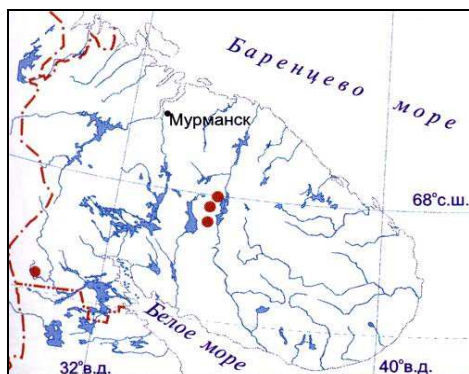 Баренцево море
Мурманск
68°с.ш.
Белое море
32°в.д.
40°в.д.